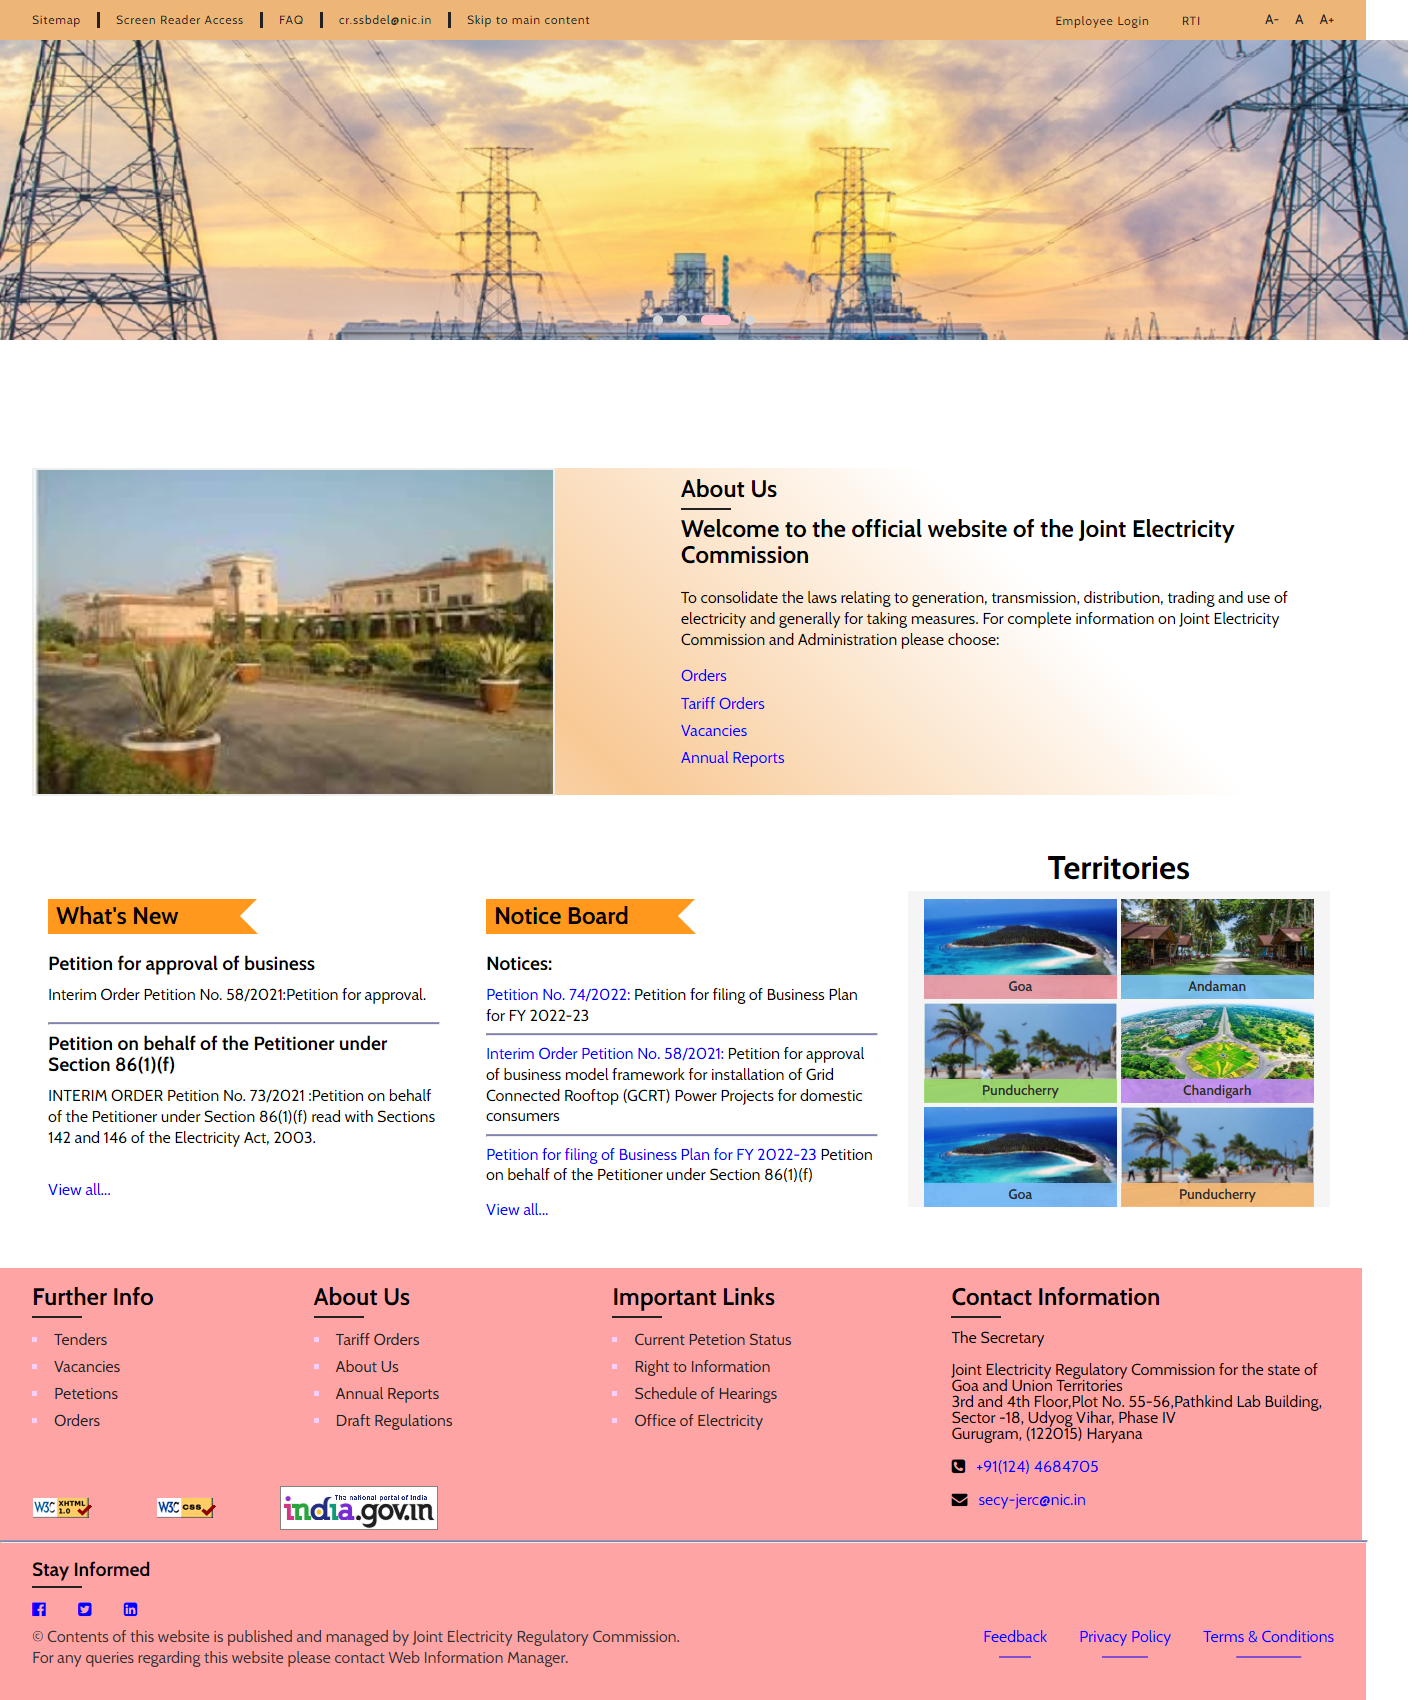 Sitemap
Screen Reader Access
FAQ
cr.ssbdel@nic.in
Skip to main content
Employee Login
RTI
A-
A
A+
About Us
Welcome to the official website of the Joint Electricity
Commission
To consolidate the laws relating to generation, transmission, distribution, trading and use of
electricity and generally for taking measures. For complete information on Joint Electricity
Commission and Administration please choose:
Orders
Tariff Orders
Vacancies
Annual Reports
What's New
Petition for approval of business
Interim Order Petition No. 58/2021:Petition for approval.
Petition on behalf of the Petitioner under
Section 86(1)(f)
INTERIM ORDER Petition No. 73/2021 :Petition on behalf
of the Petitioner under Section 86(1)(f) read with Sections
142 and 146 of the Electricity Act, 2003.
View all...
Notice Board
Notices:
Petition No. 74/2022: Petition for filing of Business Plan
for FY 2022-23
Interim Order Petition No. 58/2021: Petition for approval
of business model framework for installation of Grid
Connected Rooftop (GCRT) Power Projects for domestic
consumers
Petition for filing of Business Plan for FY 2022-23 Petition
on behalf of the Petitioner under Section 86(1)(f)
View all...
Territories
Goa
Andaman
Punducherry
Chandigarh
Goa
Punducherry
Further Info
Tenders
Vacancies
Petetions
Orders
About Us
Tariff Orders
About Us
Annual Reports
Draft Regulations
Important Links
Current Petetion Status
Right to Information
Schedule of Hearings
Office of Electricity
Contact Information
The Secretary
Joint Electricity Regulatory Commission for the state of
Goa and Union Territories
3rd and 4th Floor,Plot No. 55-56,Pathkind Lab Building,
Sector -18, Udyog Vihar, Phase IV
Gurugram, (122015) Haryana
+91(124) 4684705
secy-jerc@nic.in
W3C XHTML 1.0
W3C CSS
The national portal of India
india.gov.in
Stay Informed
© Contents of this website is published and managed by Joint Electricity Regulatory Commission.
For any queries regarding this website please contact Web Information Manager.
Feedback
Privacy Policy
Terms & Conditions